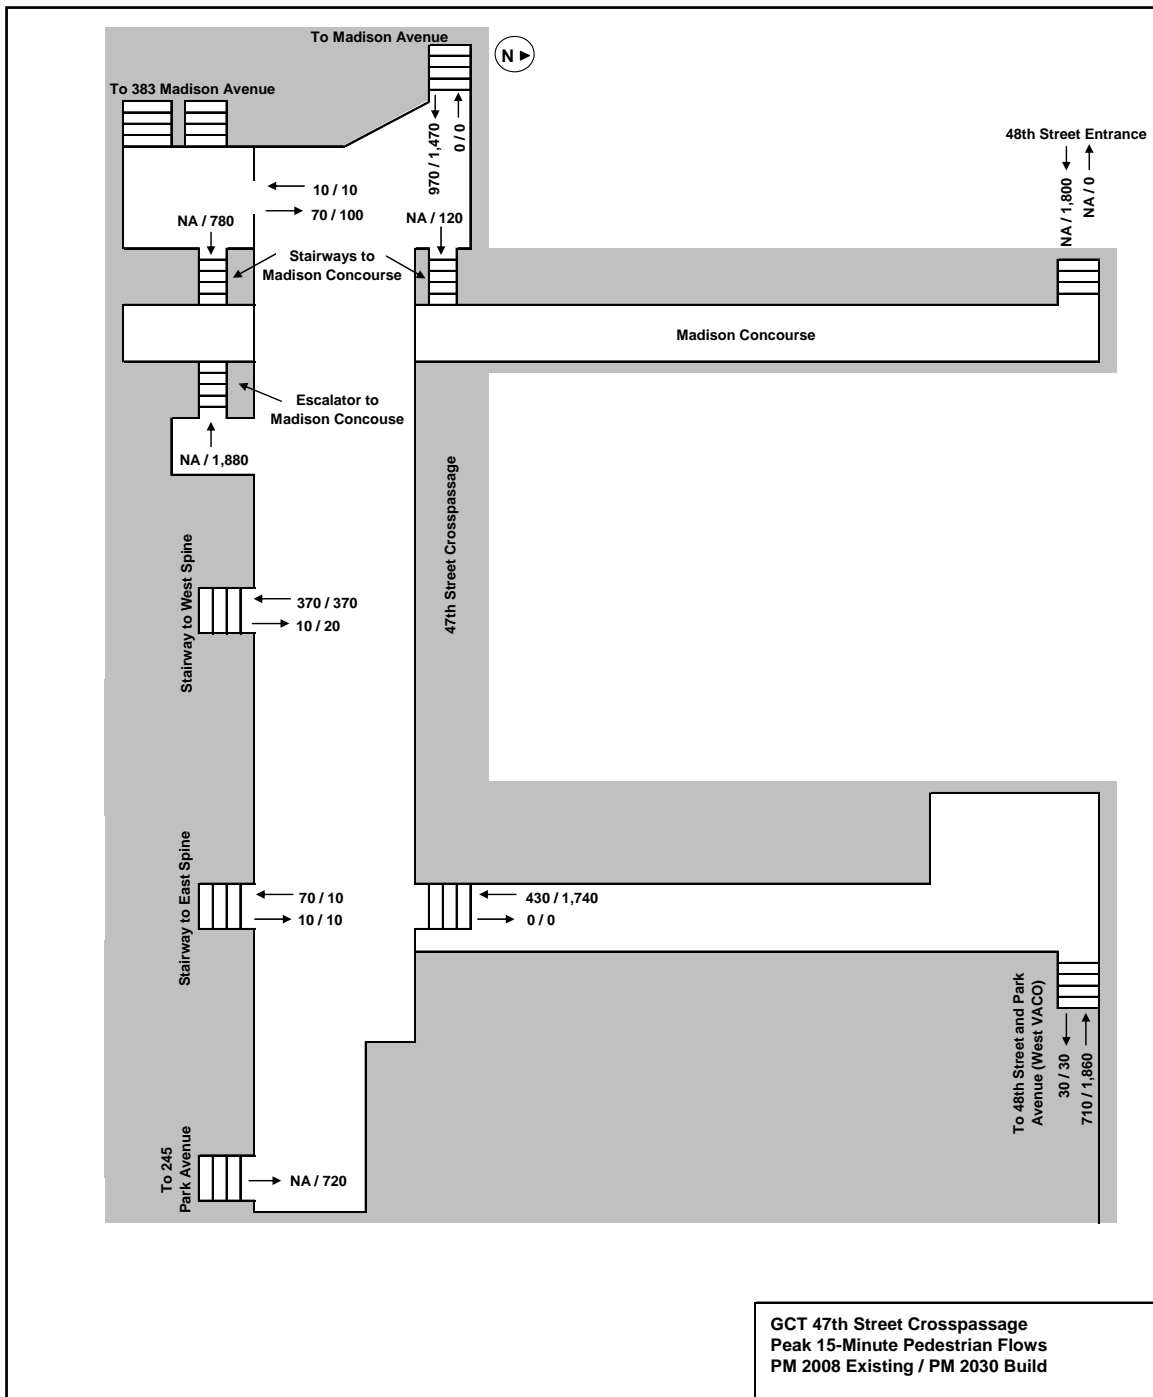 To Madison Avenue
N
To 383 Madison Avenue
48th Street Entrance
970 / 1,470
0 / 0
NA / 1,800
NA / 0
10 / 10
70 / 100
NA / 780
NA / 120
Stairways to
Madison Concourse
Madison Concourse
Escalator to
Madison Concouse
NA / 1,880
47th Street Crosspassage
Stairway to West Spine
370 / 370
10 / 20
Stairway to East Spine
70 / 10
10 / 10
430 / 1,740
0 / 0
To 48th Street and Park
Avenue (West VACO)
30 / 30
710 / 1,860
To 245
Park Avenue
NA / 720
GCT 47th Street Crosspassage
Peak 15-Minute Pedestrian Flows
PM 2008 Existing / PM 2030 Build